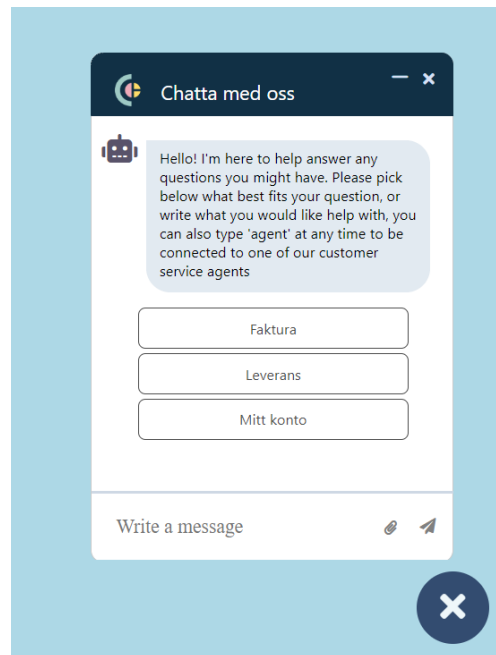 Chatta med oss
Hello! I'm here to help answer any
questions you might have. Please pick
below what best fits your question, or
write what you would like help with, you
can also type 'agent' at any time to be
connected to one of our customer
service agents
Faktura
Leverans
Mitt konto
Write a message